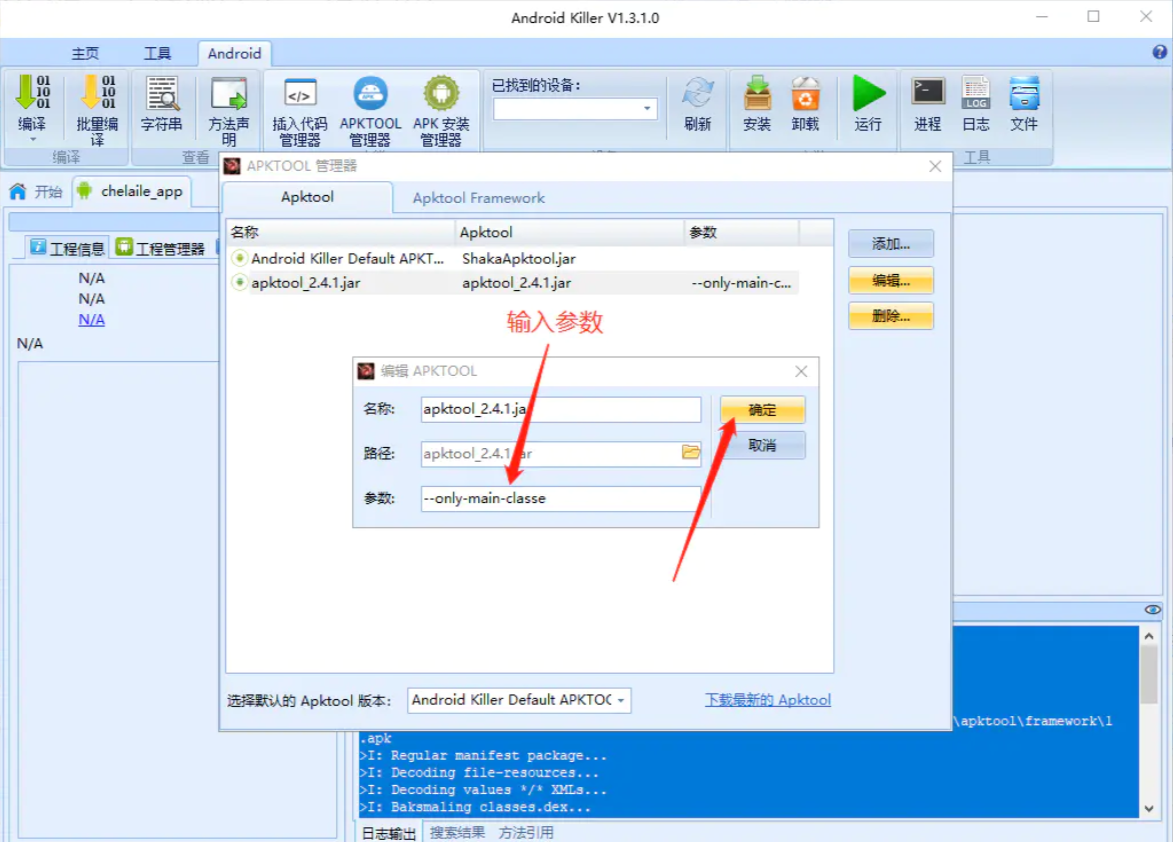 Android Killer V1.3.1.0
主页 工具 Android
编译 批量编译 字符串 方法声明 插入代码管理器 APKTOOL 管理器 APK 安装管理器 已找到的设备: 刷新 安装 卸载 运行 进程 日志 文件
编译 查看 工具
APKTOOL 管理器
开始 chelaile_app
Apktool Apktool Framework
工程信息 工程管理器
名称 Apktool 参数
添加...
Android Killer Default APKT... ShakaApktool.jar
apktool_2.4.1.jar apktool_2.4.1.jar --only-main-c...
编辑...
删除...
N/A
N/A
N/A
N/A
输入参数
编辑 APKTOOL
名称: apktool_2.4.1.ja
确定
路径: apktool_2.4.1.jar
取消
参数: --only-main-classe
选择默认的 Apktool 版本: Android Killer Default APKTOO 下载最新的 Apktool
\apktool\framework\1
.apk
>I: Regular manifest package...
>I: Decoding file-resources...
>I: Decoding values */* XMLs...
>I: Baksmaling classes.dex...
日志输出 搜索结果 方法引用